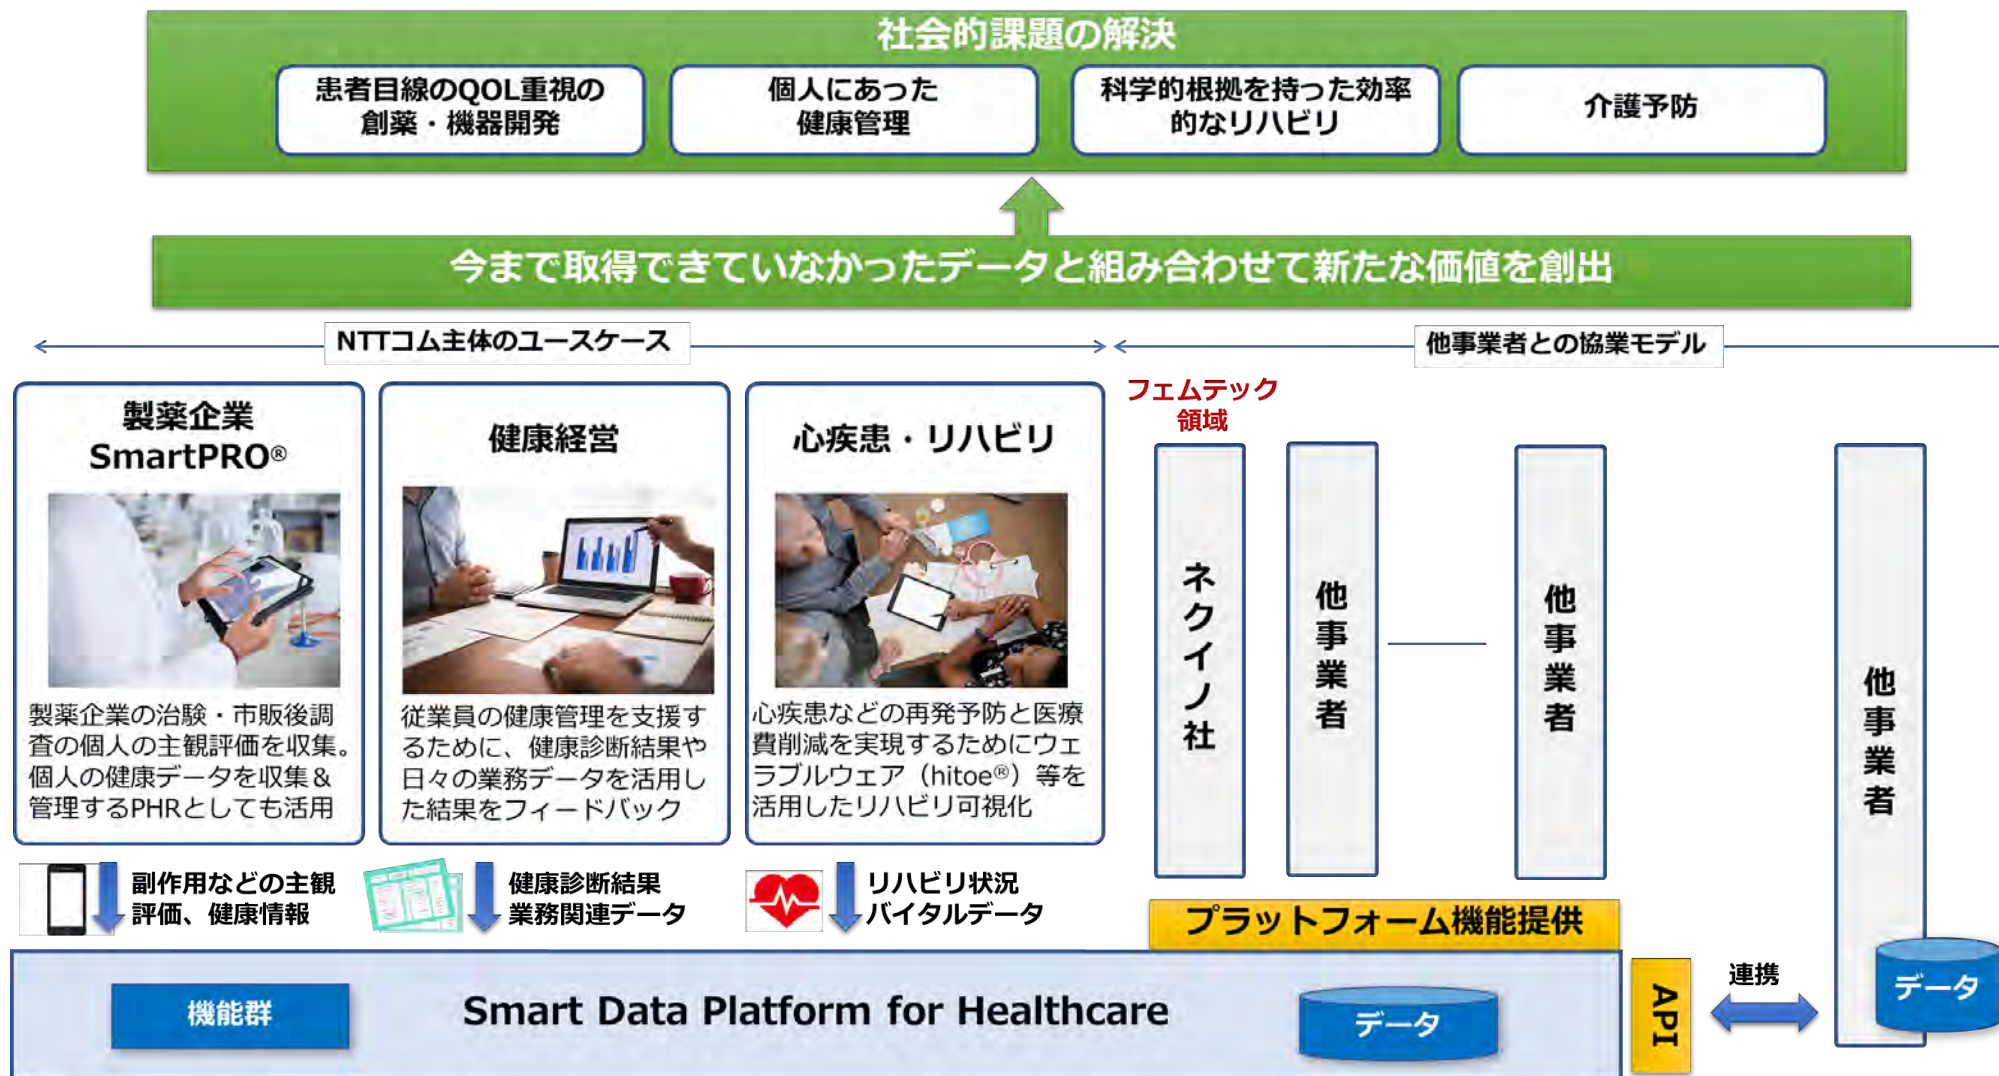 社会的課題の解決
患者目線のQOL重視の
創薬・機器開発
個人にあった
健康管理
科学的根拠を持った効率
的なリハビリ
介護予防
今まで取得できていなかったデータと組み合わせて新たな価値を創出
NTTコム主体のユースケース
他事業者との協業モデル
製薬企業
SmartPRO®
製薬企業の治験・市販後調
査の個人の主観評価を収集。
個人の健康データを収集＆
管理するPHRとしても活用
健康経営
従業員の健康管理を支援す
るために、健康診断結果や
日々の業務データを活用し
た結果をフィードバック
心疾患・リハビリ
心疾患などの再発予防と医療
費削減を実現するためにウェ
ラブルウェア（hitoe®）等を
活用したリハビリ可視化
フェムテック
領域
ネクイノ社
他事業者
他事業者
他事業者
副作用などの主観
評価、健康情報
健康診断結果
業務関連データ
リハビリ状況
バイタルデータ
プラットフォーム機能提供
機能群
Smart Data Platform for Healthcare
データ
API
連携
データ